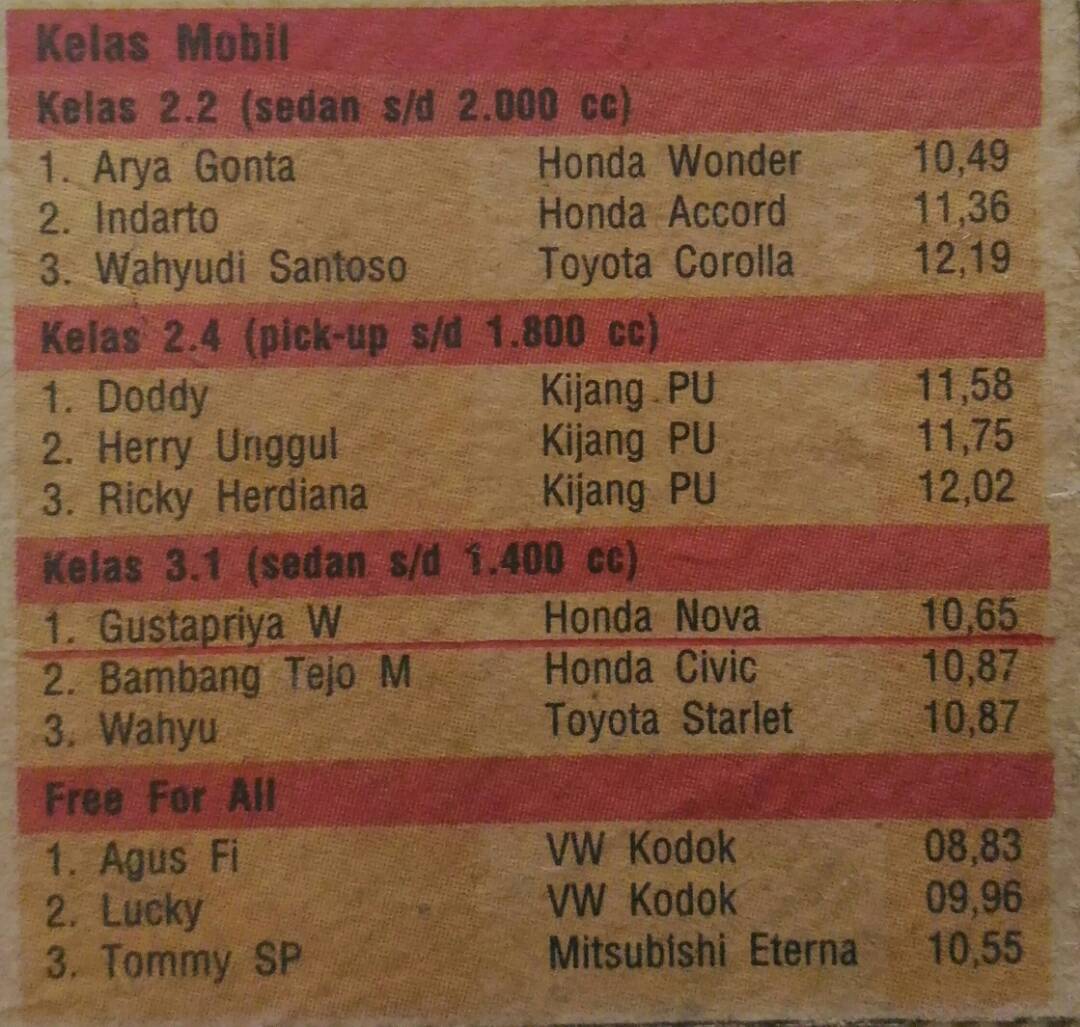 Kelas Mobil
Kelas 2.2 (sedan s/d 2.000 cc)
1. Arya Gonta Honda Wonder 10,49
2. Indarto Honda Accord 11,36
3. Wahyudi Santoso Toyota Corolla 12,19
Kelas 2.4 (pick-up s/d 1.800 cc)
1. Doddy Kijang PU 11,58
2. Herry Unggul Kijang PU 11,75
3. Ricky Herdiana Kijang PU 12,02
Kelas 3.1 (sedan s/d 1.400 cc)
1. Gustapriya W Honda Nova 10,65
2. Bambang Tejo M Honda Civic 10,87
3. Wahyu Toyota Starlet 10,87
Free For All
1. Agus Fi VW Kodok 08,83
2. Lucky VW Kodok 09,96
3. Tommy SP Mitsubishi Eterna 10,55